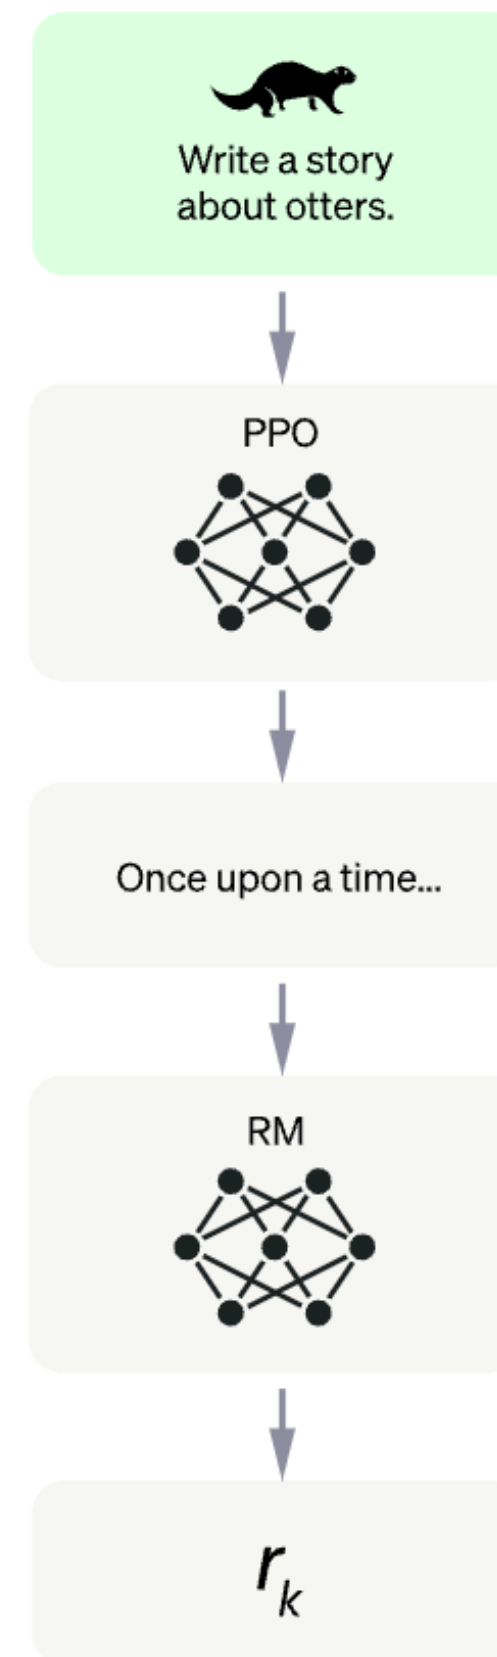 Write a story
about otters.
PPO
Once upon a time...
RM
r_k